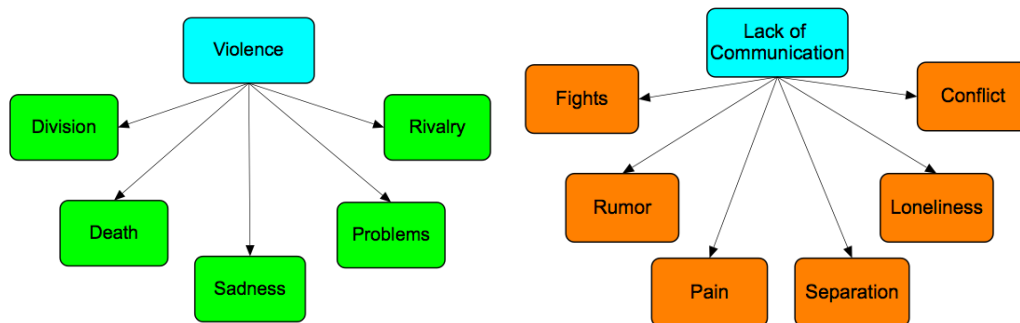 Violence
Division
Rivalry
Death
Problems
Sadness
Lack of
Communication
Fights
Conflict
Rumor
Loneliness
Pain
Separation